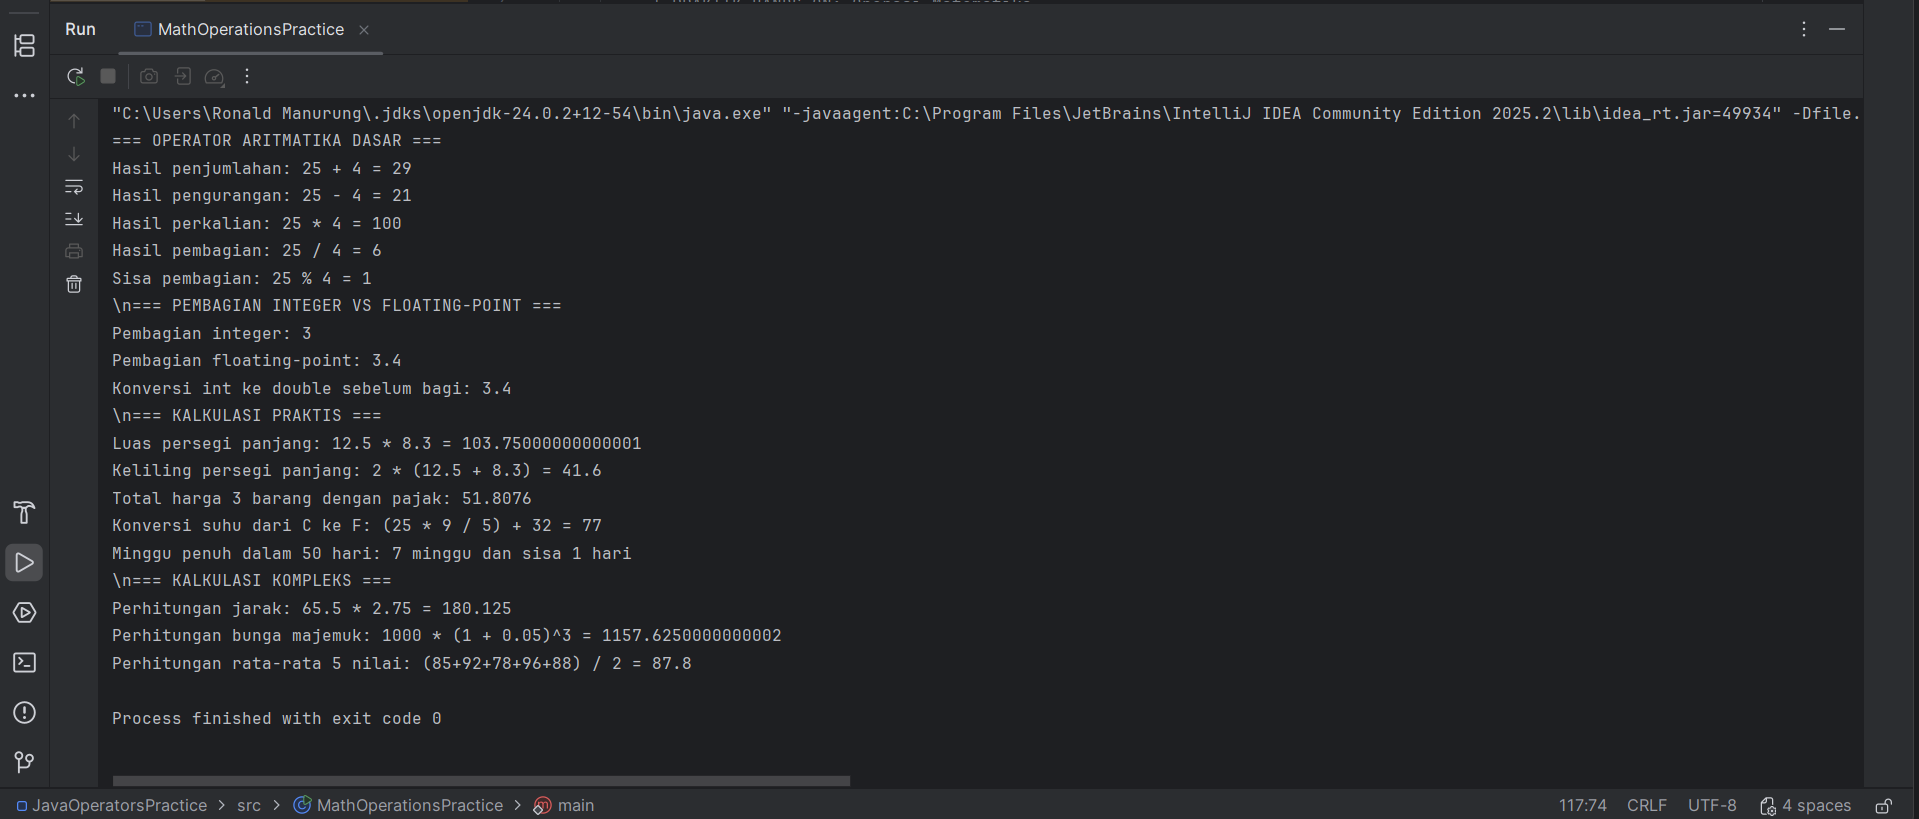 Run MathOperationsPractice
"C:\Users\Ronald Manurung\.jdks\openjdk-24.0.2+12-54\bin\java.exe" "-javaagent:C:\Program Files\JetBrains\IntelliJ IDEA Community Edition 2025.2\lib\idea_rt.jar=49934" -Dfile.
=== OPERATOR ARITMATIKA DASAR ===
Hasil penjumlahan: 25 + 4 = 29
Hasil pengurangan: 25 - 4 = 21
Hasil perkalian: 25 * 4 = 100
Hasil pembagian: 25 / 4 = 6
Sisa pembagian: 25 % 4 = 1
\n=== PEMBAGIAN INTEGER VS FLOATING-POINT ===
Pembagian integer: 3
Pembagian floating-point: 3.4
Konversi int ke double sebelum bagi: 3.4
\n=== KALKULASI PRAKTIS ===
Luas persegi panjang: 12.5 * 8.3 = 103.75000000000001
Keliling persegi panjang: 2 * (12.5 + 8.3) = 41.6
Total harga 3 barang dengan pajak: 51.8076
Konversi suhu dari C ke F: (25 * 9 / 5) + 32 = 77
Minggu penuh dalam 50 hari: 7 minggu dan sisa 1 hari
\n=== KALKULASI KOMPLEKS ===
Perhitungan jarak: 65.5 * 2.75 = 180.125
Perhitungan bunga majemuk: 1000 * (1 + 0.05)^3 = 1157.6250000000002
Perhitungan rata-rata 5 nilai: (85+92+78+96+88) / 2 = 87.8
Process finished with exit code 0
JavaOperatorsPractice > src > MathOperationsPractice > main 117:74 CRLF UTF-8 4 spaces